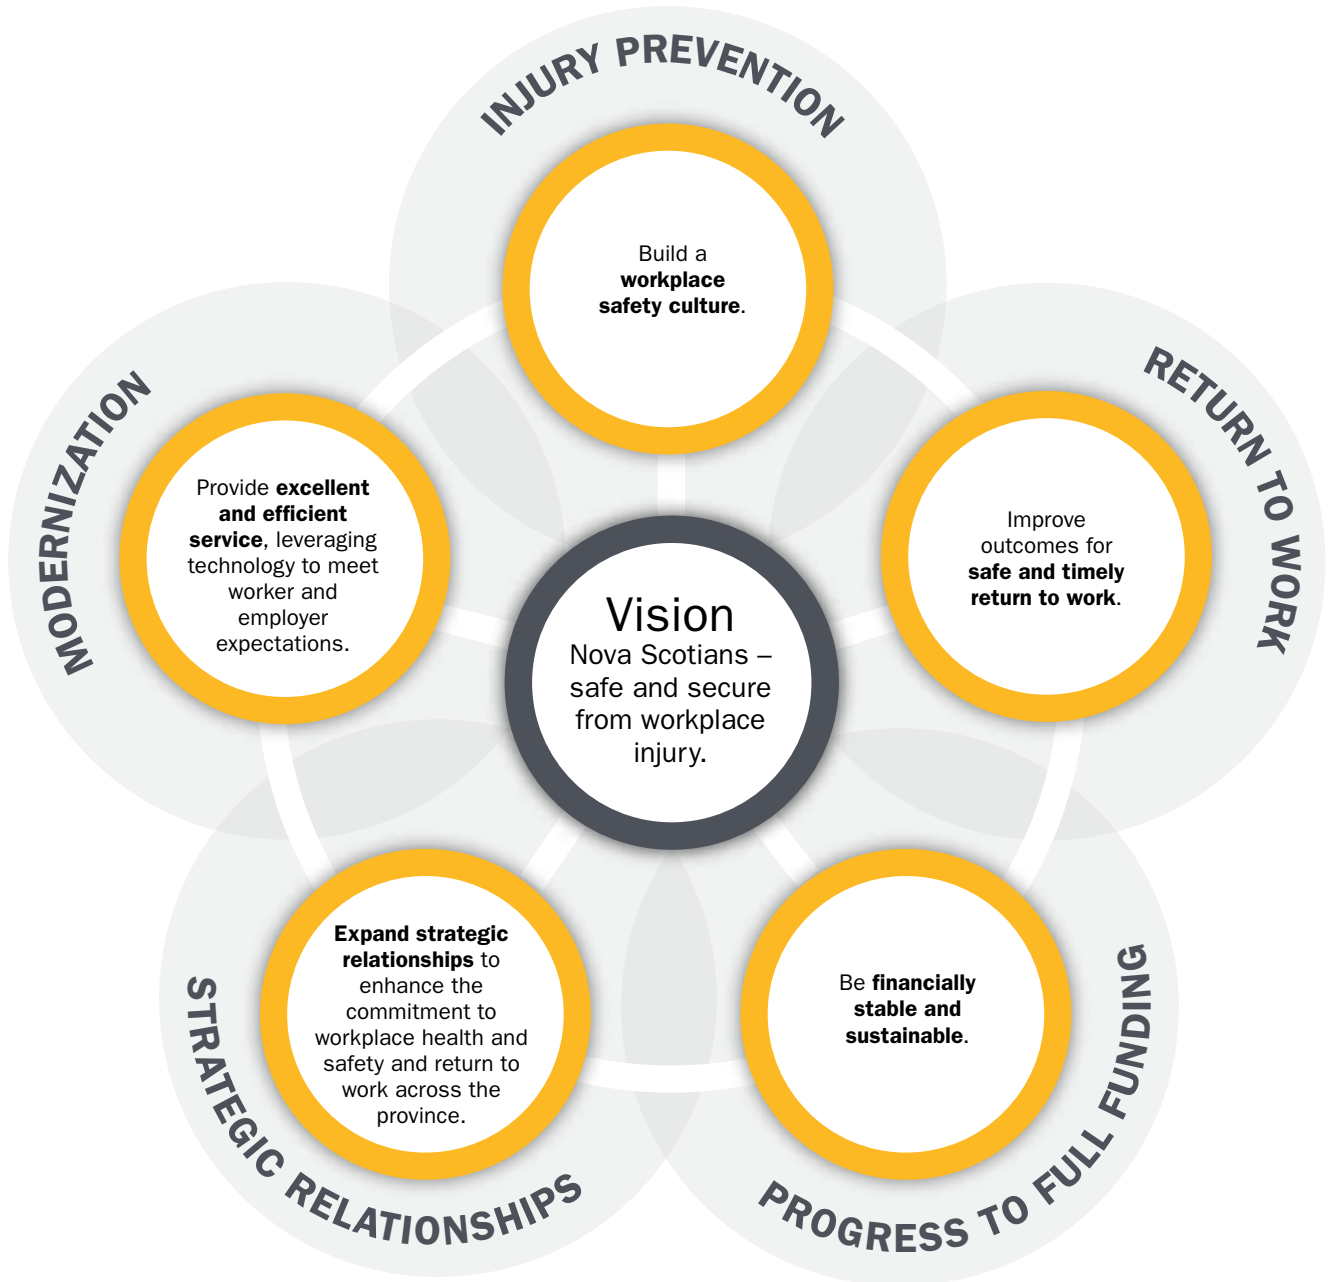 INJURY PREVENTION
Build a
workplace
safety culture.
RETURN TO WORK
Improve
outcomes for
safe and timely
return to work.
MODERNIZATION
Provide excellent
and efficient
service, leveraging
technology to meet
worker and
employer
expectations.
Vision
Nova Scotians –
safe and secure
from workplace
injury.
STRATEGIC RELATIONSHIPS
Expand strategic
relationships to
enhance the
commitment to
workplace health and
safety and return to
work across the
province.
PROGRESS TO FULL FUNDING
Be financially
stable and
sustainable.